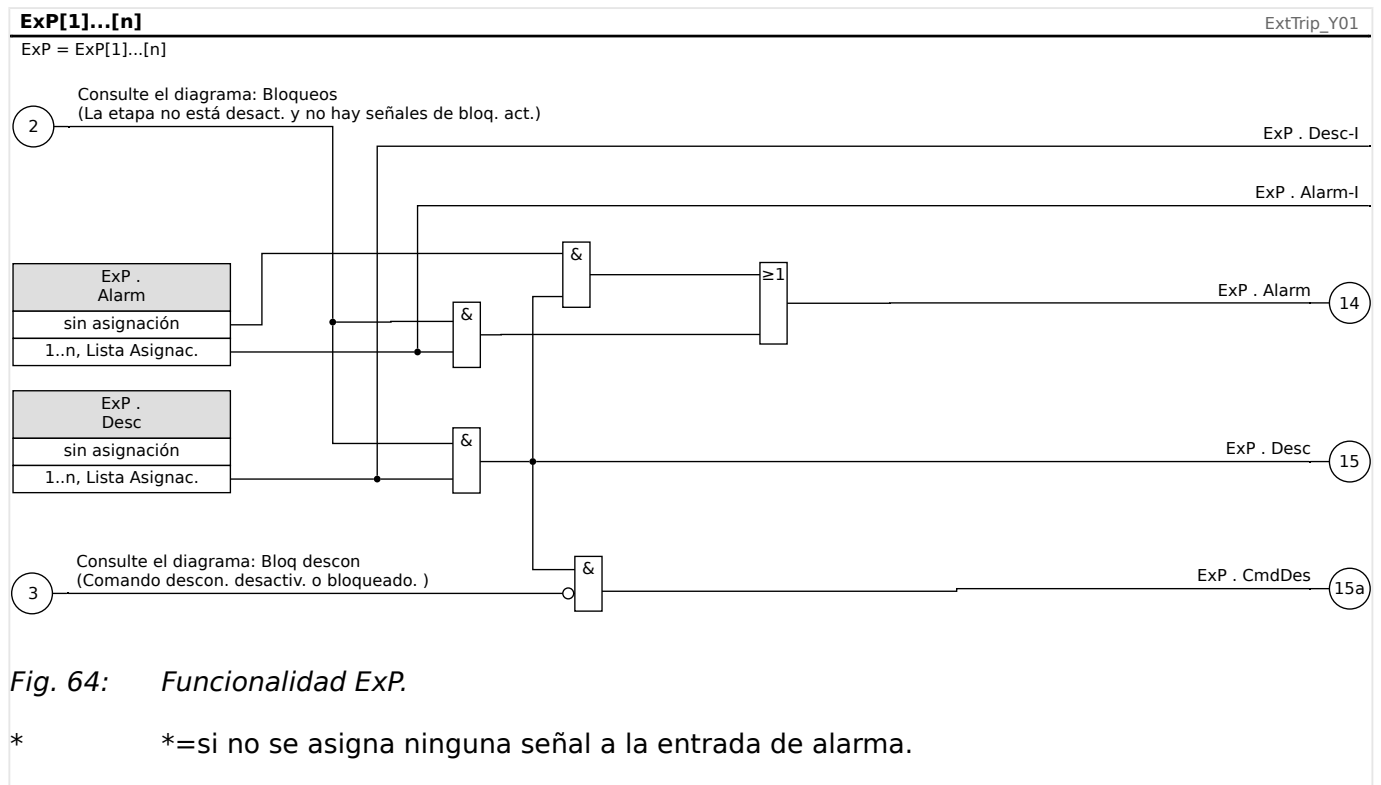 ExP[1]...[n]
ExtTrip_Y01
ExP = ExP[1]...[n]
Consulte el diagrama: Bloqueos
(La etapa no está desact. y no hay señales de bloq. act.)
2
ExP . Desc-I
ExP . Alarm-I
&
ExP .
Alarm
≥1
ExP . Alarm
14
sin asignación
&
1..n, Lista Asignac.
ExP .
Desc
&
sin asignación
ExP . Desc
15
1..n, Lista Asignac.
Consulte el diagrama: Bloq descon
(Comando descon. desactiv. o bloqueado. )
3
&
ExP . CmdDes
15a
Fig. 64: Funcionalidad ExP.
* *=si no se asigna ninguna señal a la entrada de alarma.